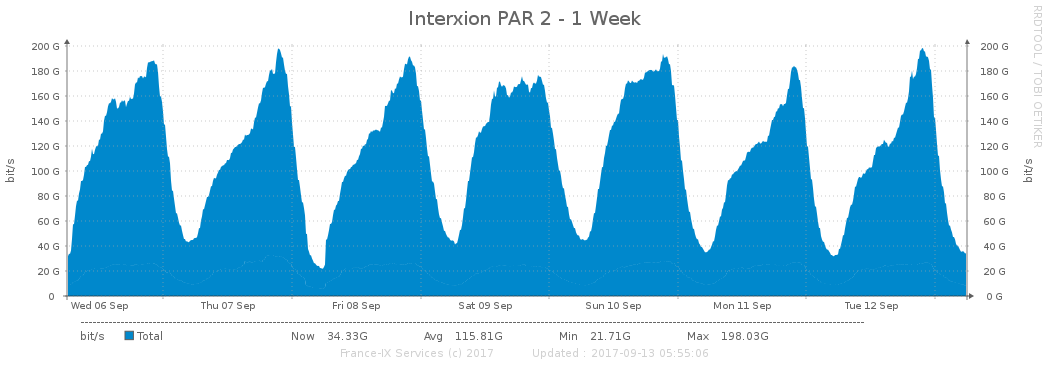 Interxion PAR 2 - 1 Week
RRDTOOL / TOBI OETIKER
200 G 200 G
180 G 180 G
160 G 160 G
140 G 140 G
120 G 120 G
100 G 100 G
80 G 80 G
60 G 60 G
40 G 40 G
20 G 20 G
0 0 G
bit/s bit/s
Wed 06 Sep Thu 07 Sep Fri 08 Sep Sat 09 Sep Sun 10 Sep Mon 11 Sep Tue 12 Sep
bit/s Total Now 34.33G Avg 115.81G Min 21.71G Max 198.03G
France-IX Services (c) 2017 Updated : 2017-09-13 05:55:06